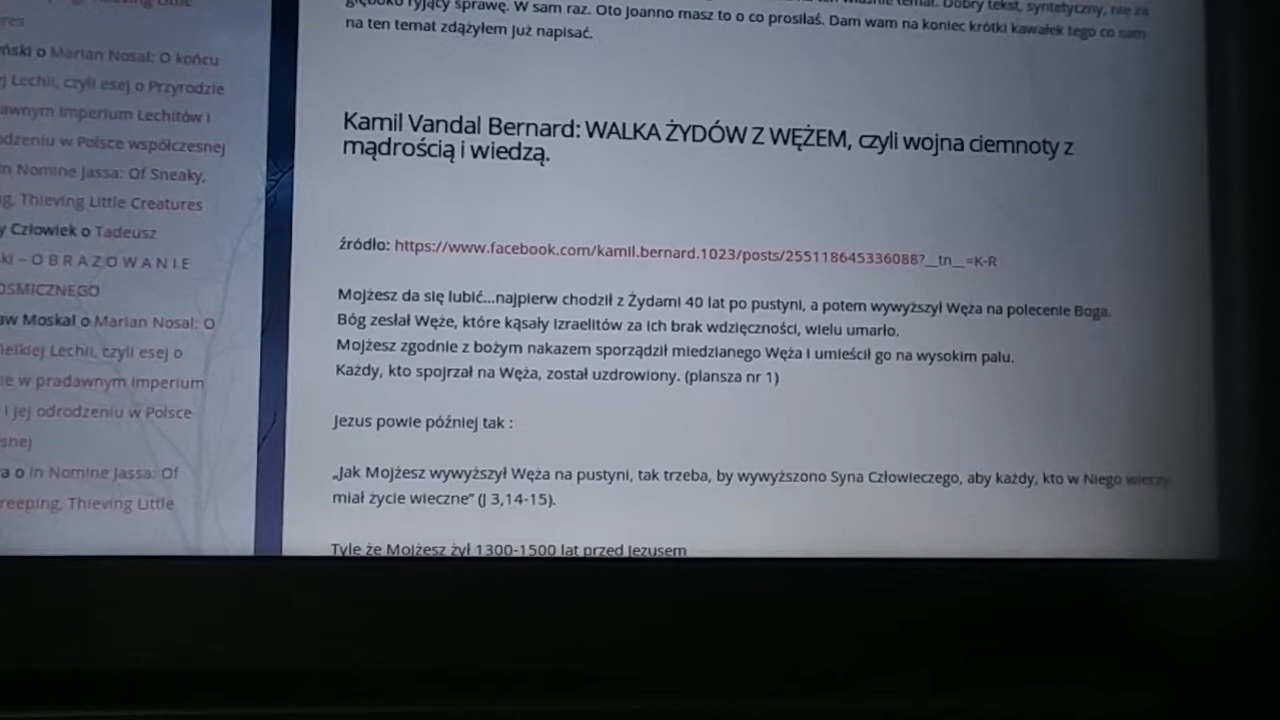 res
ński o Marian Nosal: O końcu
j Lechii, czyli esej o Przyrodzie
awnym Imperium Lechitów i
odzeniu w Polsce współczesnej
In Nomine Jassa: Of Sneaky,
g, Thieving Little Creatures
y Człowiek o Tadeusz
ki – O B R A Z O W A N I E
OSMICZNEGO
aw Moskal o Marian Nosal: O
ielkiej Lechii, czyli esej o
ie w pradawnym Imperium
i jej odrodzeniu w Polsce
snej
a o In Nomine Jassa: Of
reeping, Thieving Little
głęboko ryjący sprawę. W sam raz. Oto Joanno masz to o co prosiłaś. Dam wam na koniec krótki kawałek tego co sam
na ten temat zdążyłem już napisać.
Kamil Vandal Bernard: WALKA ŻYDÓW Z WĘŻEM, czyli wojna ciemnoty z
mądrością i wiedzą.
źródło: https://www.facebook.com/kamil.bernard.1023/posts/255118645336088?__tn__=K-R
Mojżesz da się lubić...najpierw chodził z Żydami 40 lat po pustyni, a potem wywyższył Węża na polecenie Boga.
Bóg zesłał Węże, które kąsały Izraelitów za ich brak wdzięczności, wielu umarło.
Mojżesz zgodnie z bożym nakazem sporządził miedzianego Węża i umieścił go na wysokim palu.
Każdy, kto spojrzał na Węża, został uzdrowiony. (plansza nr 1)
Jezus powie później tak :
„Jak Mojżesz wywyższył Węża na pustyni, tak trzeba, by wywyższono Syna Człowieczego, aby każdy, kto w Niego wierzy
miał życie wieczne” (J 3,14-15).
Tyle że Mojżesz żył 1300-1500 lat przed Jezusem